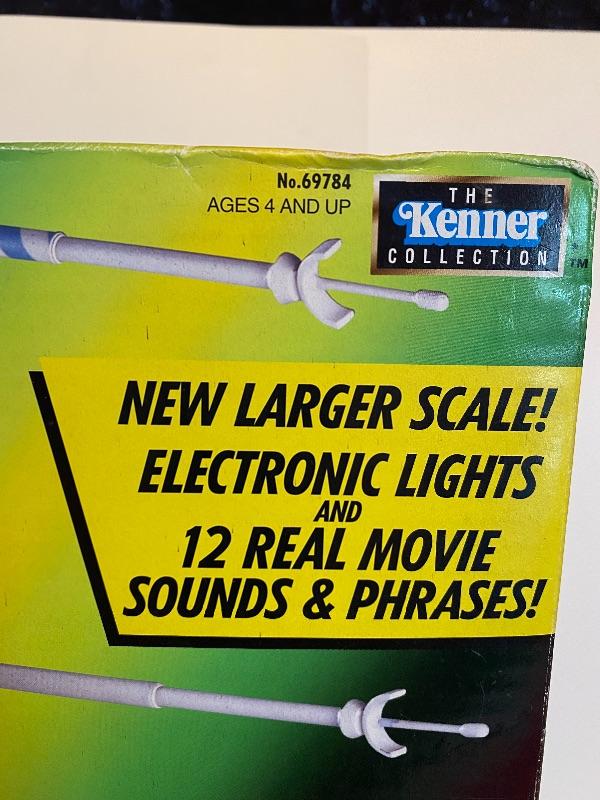 No.69784
AGES 4 AND UP
THE
Kenner
COLLECTION
TM
NEW LARGER SCALE!
ELECTRONIC LIGHTS
AND
12 REAL MOVIE
SOUNDS & PHRASES!